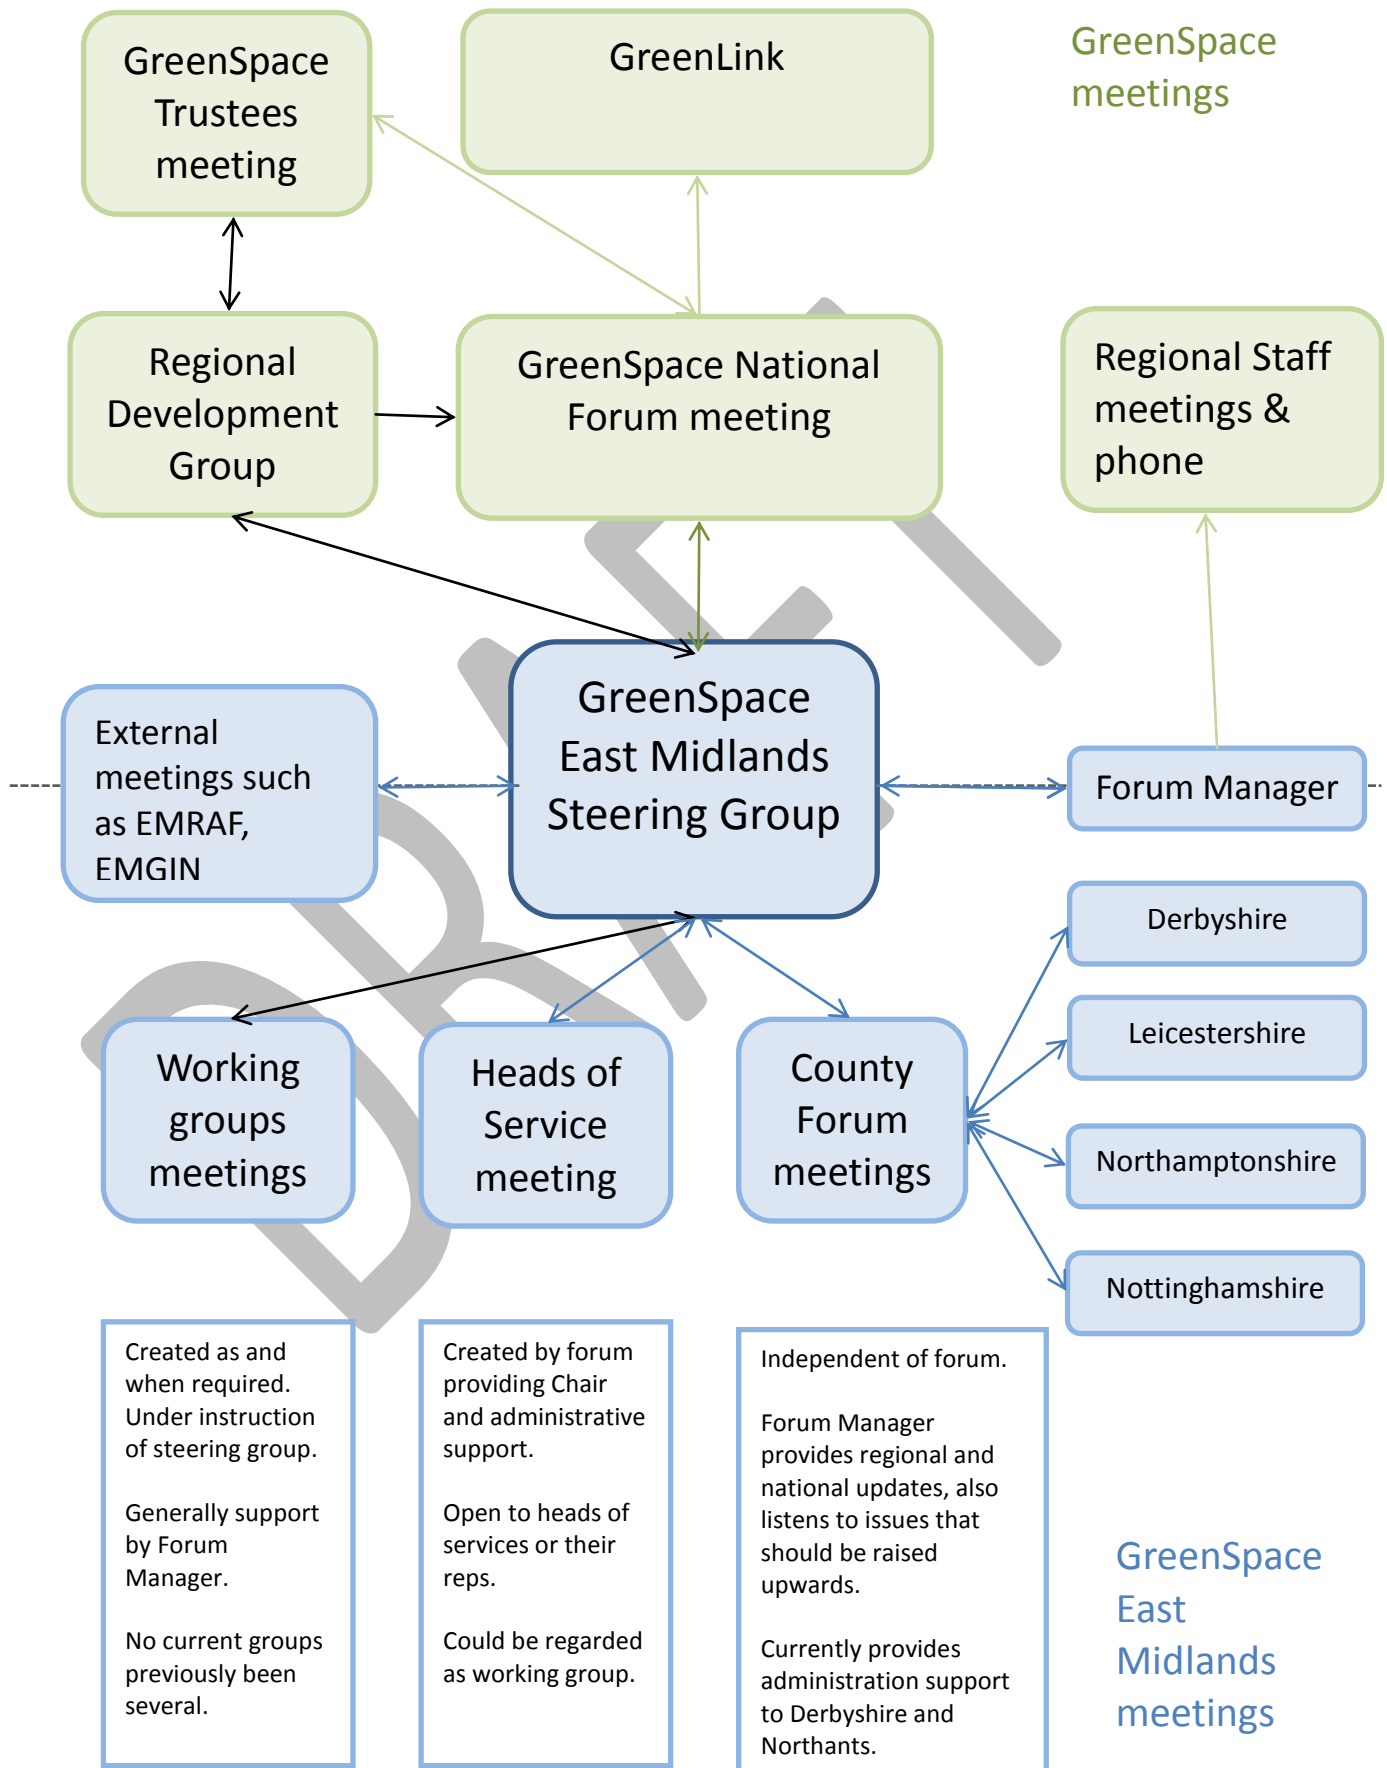 GreenSpace
Trustees
meeting
GreenLink
GreenSpace
meetings
Regional
Development
Group
GreenSpace National
Forum meeting
Regional Staff
meetings &
phone
DRAFT
External
meetings such
as EMRAF,
EMGIN
GreenSpace
East Midlands
Steering Group
Forum Manager
Derbyshire
Leicestershire
Northamptonshire
Nottinghamshire
Working
groups
meetings
Heads of
Service
meeting
County
Forum
meetings
Created as and
when required.
Under instruction
of steering group.
Generally support
by Forum
Manager.
No current groups
previously been
several.
Created by forum
providing Chair
and administrative
support.
Open to heads of
services or their
reps.
Could be regarded
as working group.
Independent of forum.
Forum Manager
provides regional and
national updates, also
listens to issues that
should be raised
upwards.
Currently provides
administration support
to Derbyshire and
Northants.
GreenSpace
East
Midlands
meetings